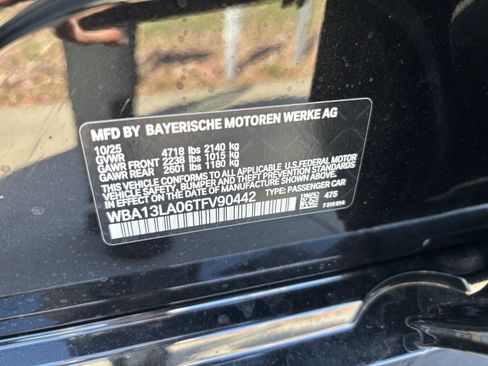 MFD BY BAYERISCHE MOTOREN WERKE AG
10/25
GVWR 4718 lbs 2140 kg
GAWR FRONT 2238 lbs 1015 kg
GAWR REAR 2601 lbs 1180 kg
THIS VEHICLE CONFORMS TO ALL APPLICABLE U.S. FEDERAL MOTOR
VEHICLE SAFETY, BUMPER AND THEFT PREVENTION STANDARDS IN
EFFECT ON THE DATE OF MANUFACTURE SHOWN ABOVE.
WBA13LA06TFV90442 TYPE: PASSENGER CAR
475